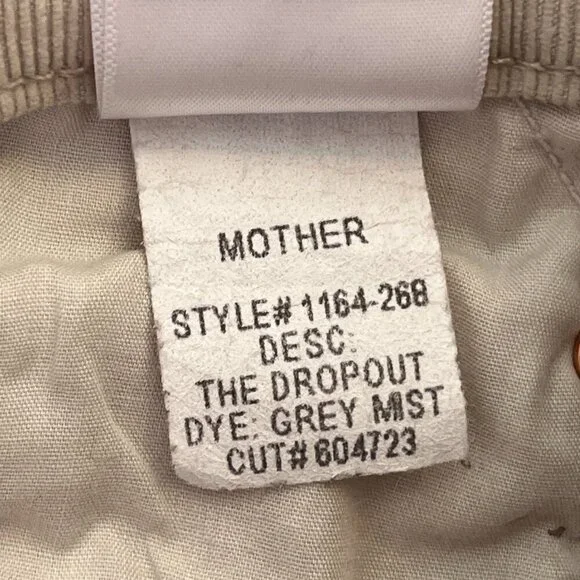 MOTHER
STYLE# 1164-268
DESC:
THE DROPOUT
DYE: GREY MIST
CUT# 604723